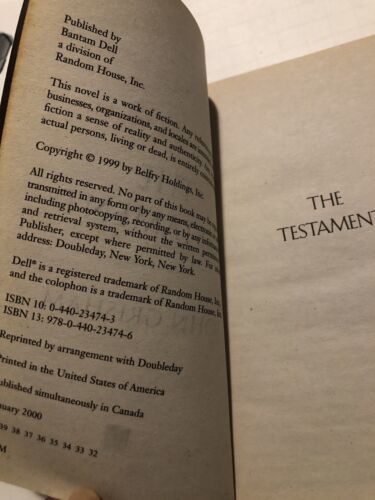 Published by
Bantam Dell
a division of
Random House, Inc.
This novel is a work of fiction. Any
businesses, organizations, and locales are
fiction a sense of reality and authenticity. Any
actual persons, living or dead, is entirely
Copyright © 1999 by Belfry Holdings, Inc.
All rights reserved. No part of this book may be
transmitted in any form or by any means, electronic
including photocopying, recording, or by any information
and retrieval system, without the written permission
Publisher, except where permitted by law. For
address: Doubleday, New York, New York.
Dell® is a registered trademark of Random House, Inc.,
and the colophon is a trademark of Random House, Inc.
ISBN 10: 0-440-23474-3
ISBN 13: 978-0-440-23474-6
Reprinted by arrangement with Doubleday
Printed in the United States of America
Published simultaneously in Canada
January 2000
39 38 37 36 35 34 33 32
M
THE
TESTAMENT